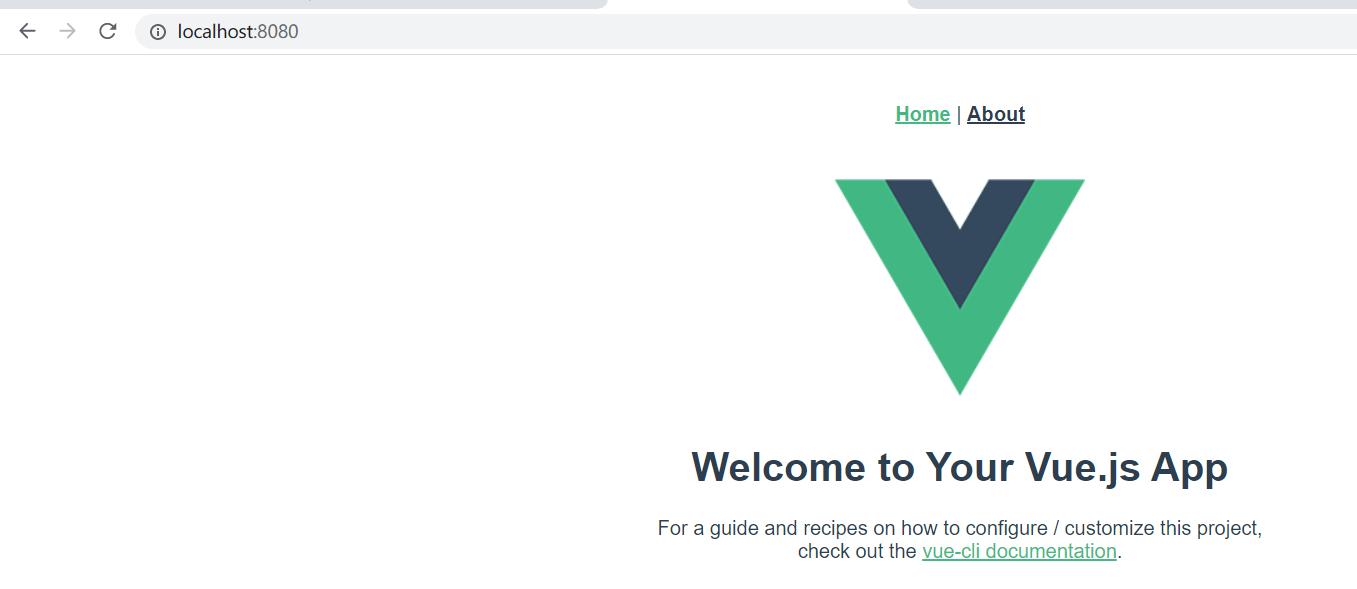 localhost:8080
Home | About
Welcome to Your Vue.js App
For a guide and recipes on how to configure / customize this project,
check out the vue-cli documentation.